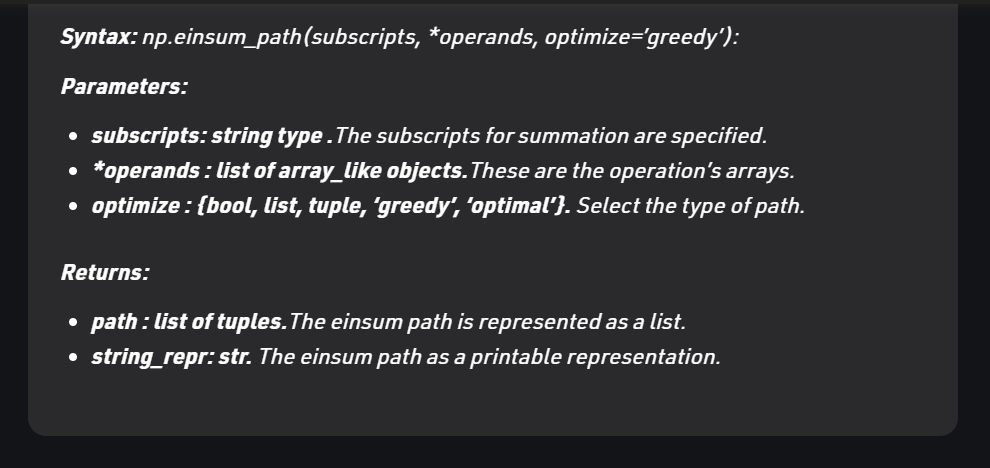 Syntax: np.einsum_path(subscripts, *operands, optimize='greedy'):
Parameters:
• subscripts: string type .The subscripts for summation are specified.
• *operands : list of array_like objects.These are the operation's arrays.
• optimize : {bool, list, tuple, ‘greedy’, ‘optimal’}. Select the type of path.
Returns:
• path : list of tuples.The einsum path is represented as a list.
• string_repr: str. The einsum path as a printable representation.